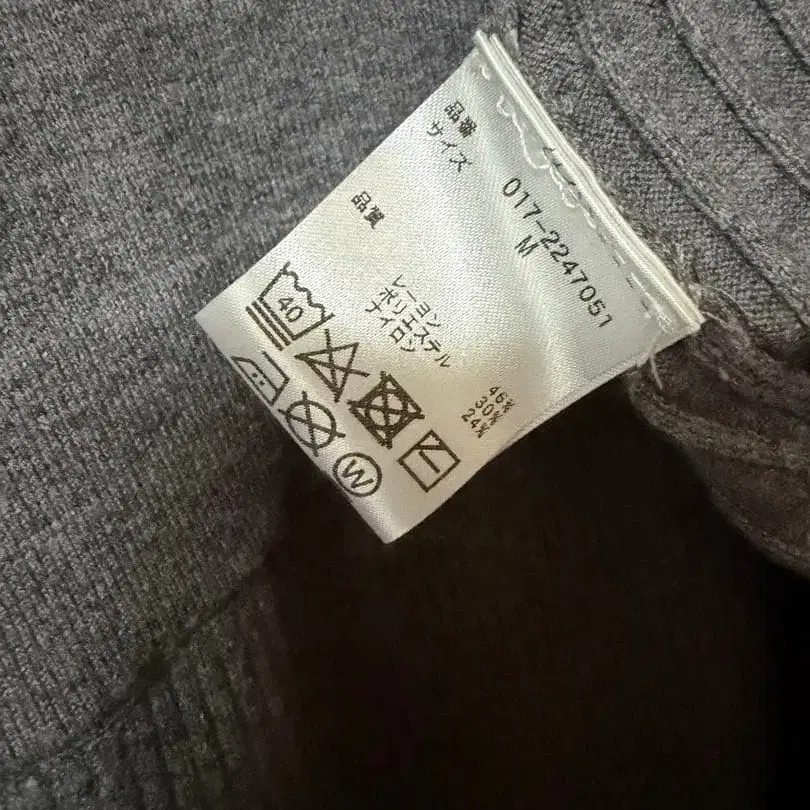 品番 017-2247051
サイズ M
品質
レーヨン 46%
ポリエステル 30%
ナイロン 24%
40
W